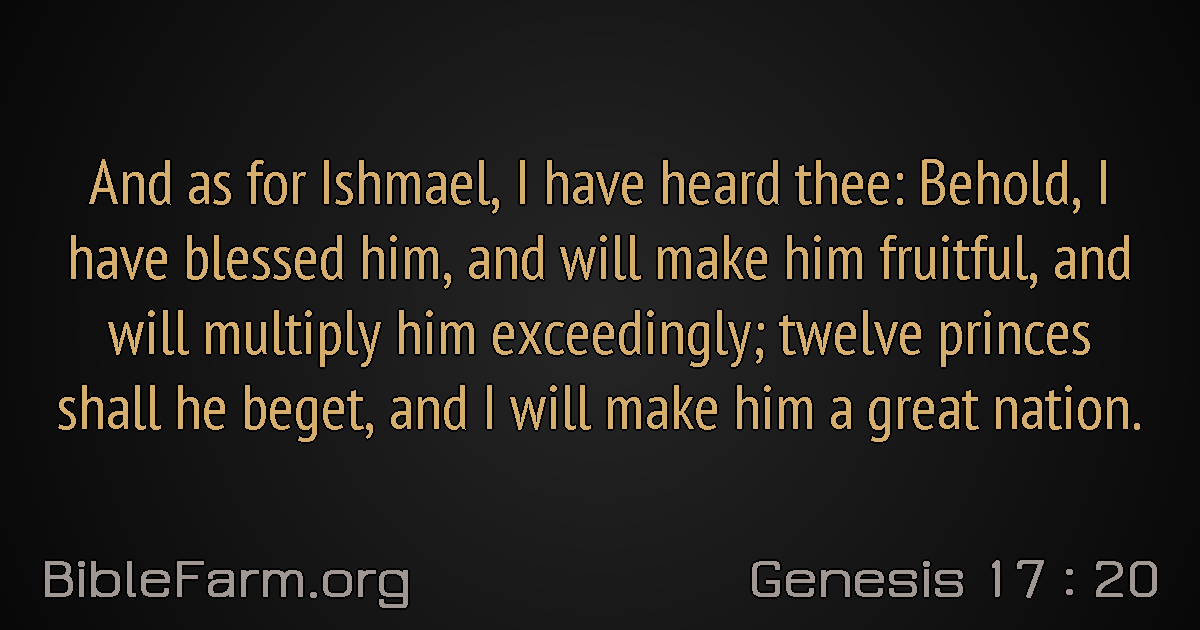 And as for Ishmael, I have heard thee: Behold, I
have blessed him, and will make him fruitful, and
will multiply him exceedingly; twelve princes
shall he beget, and I will make him a great nation.
BibleFarm.org
Genesis 17 : 20